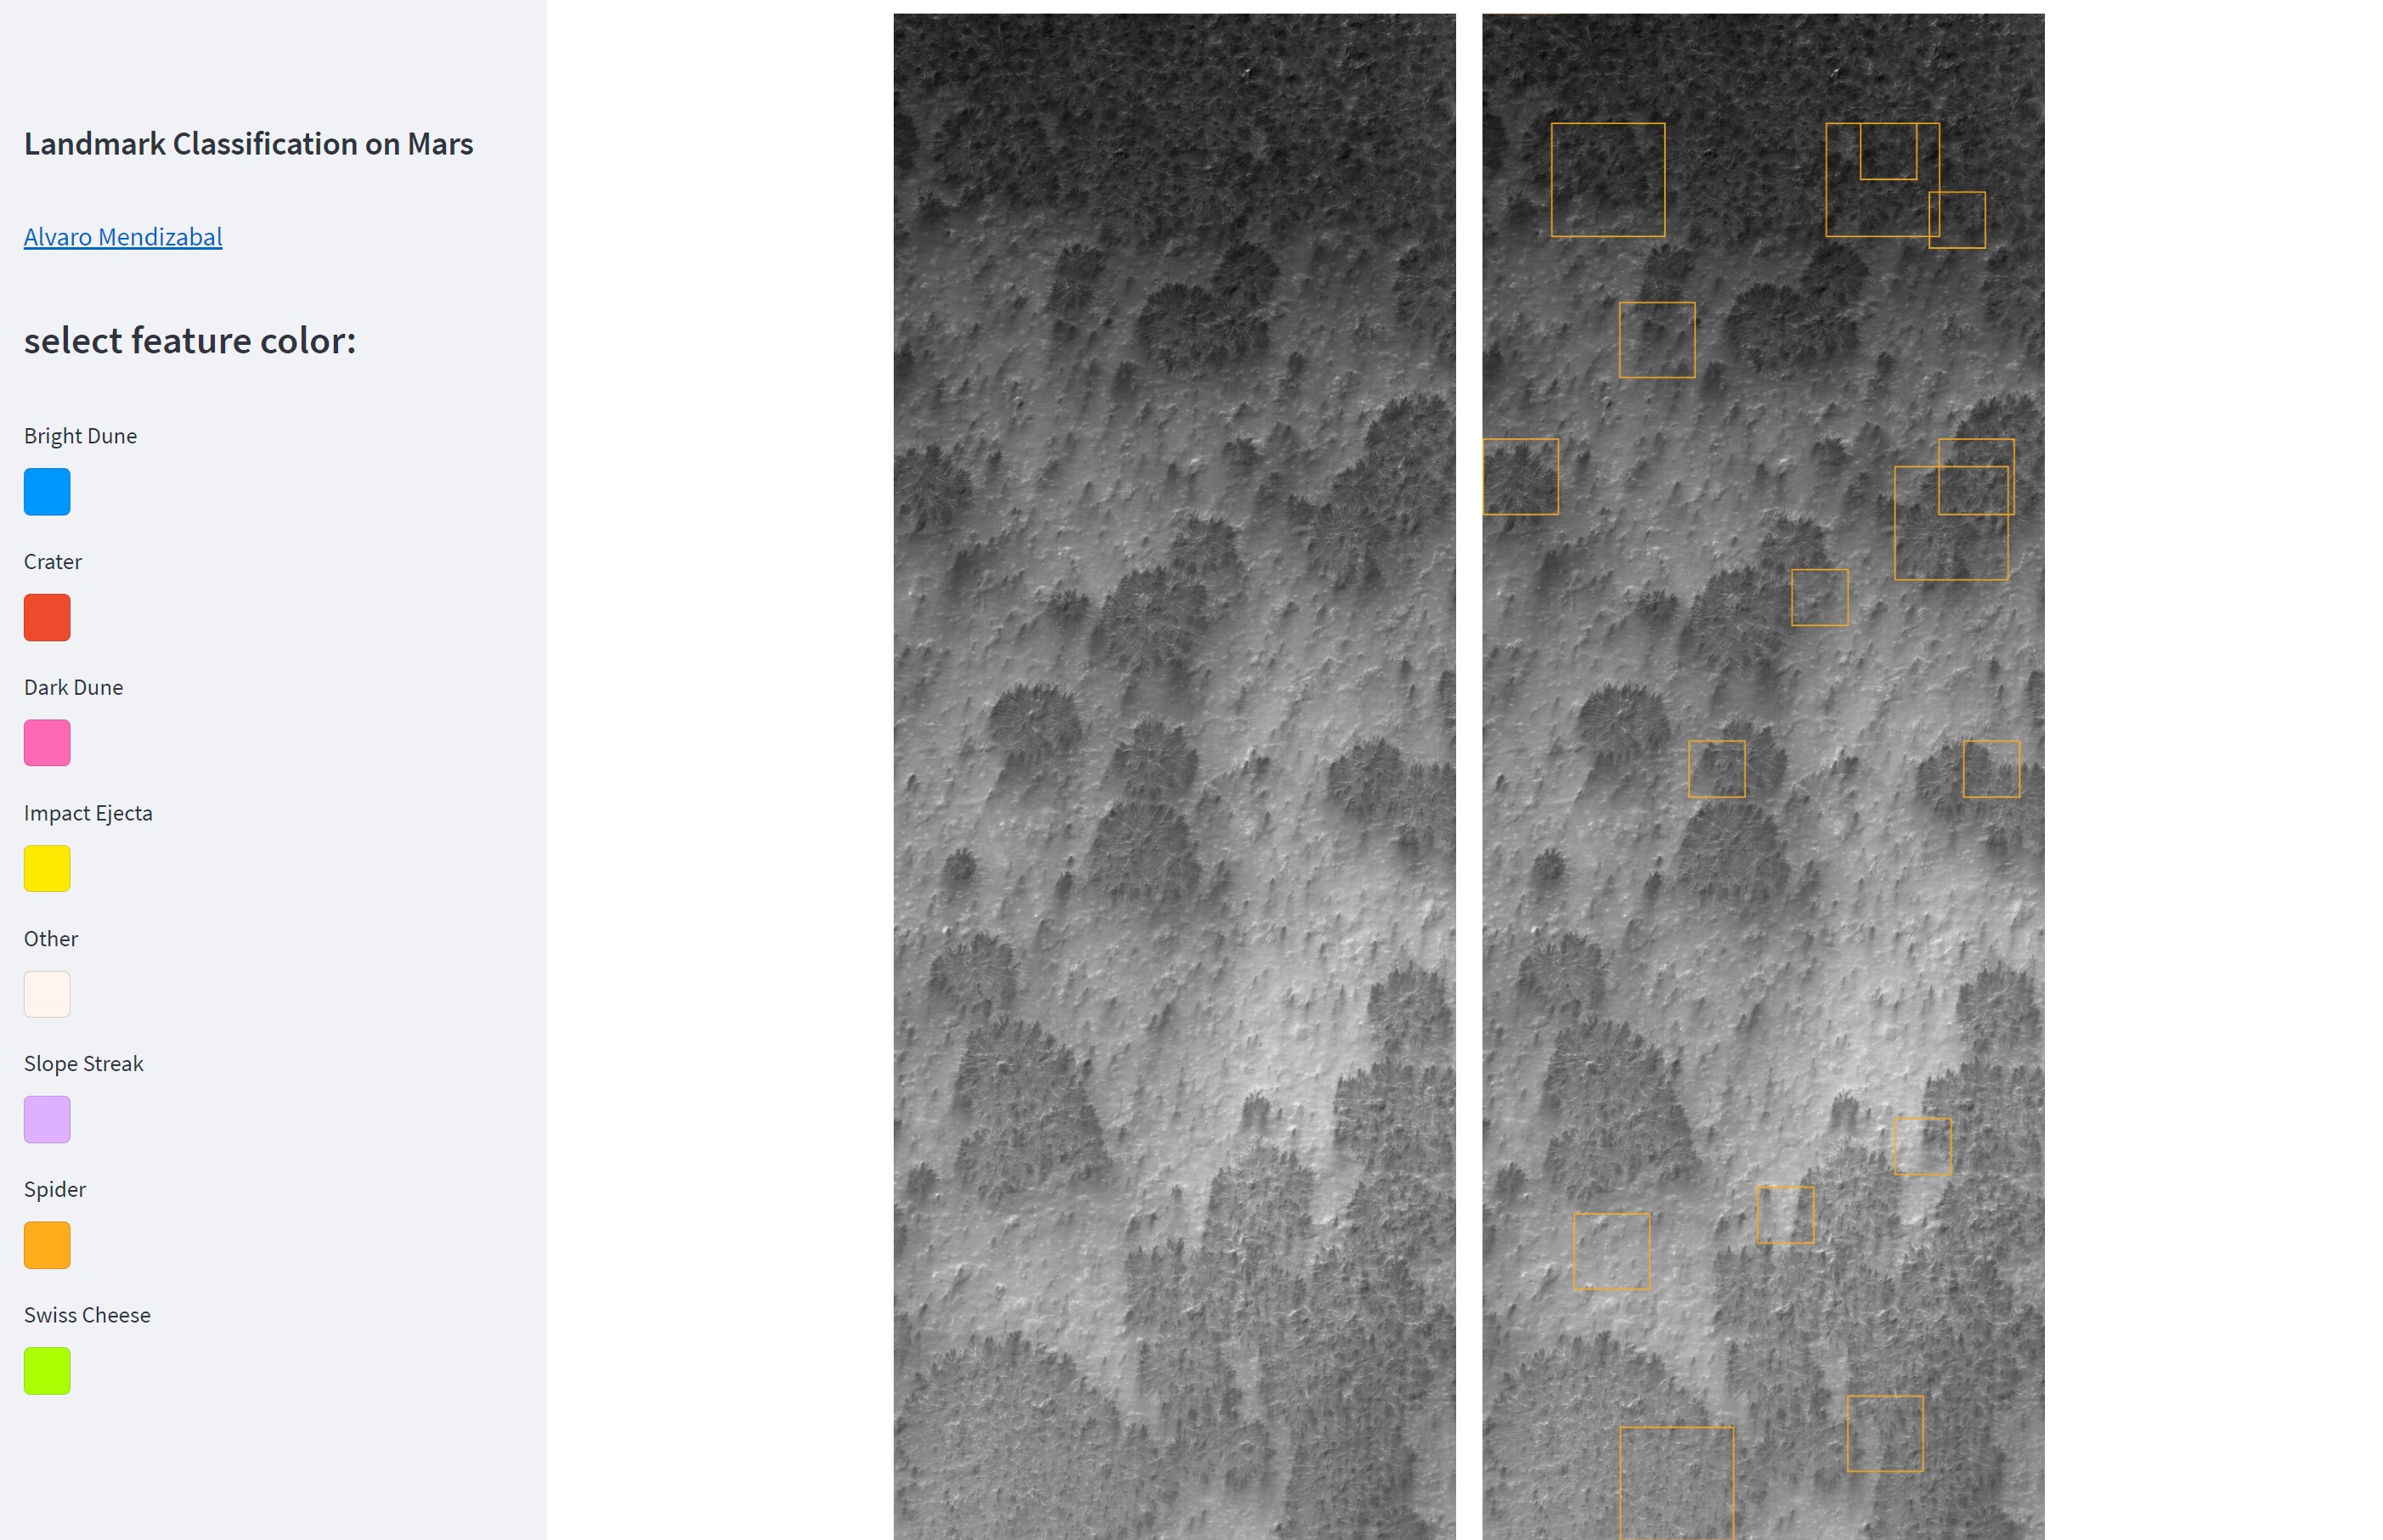 Landmark Classification on Mars
Alvaro Mendizabal
select feature color:
Bright Dune
Crater
Dark Dune
Impact Ejecta
Other
Slope Streak
Spider
Swiss Cheese